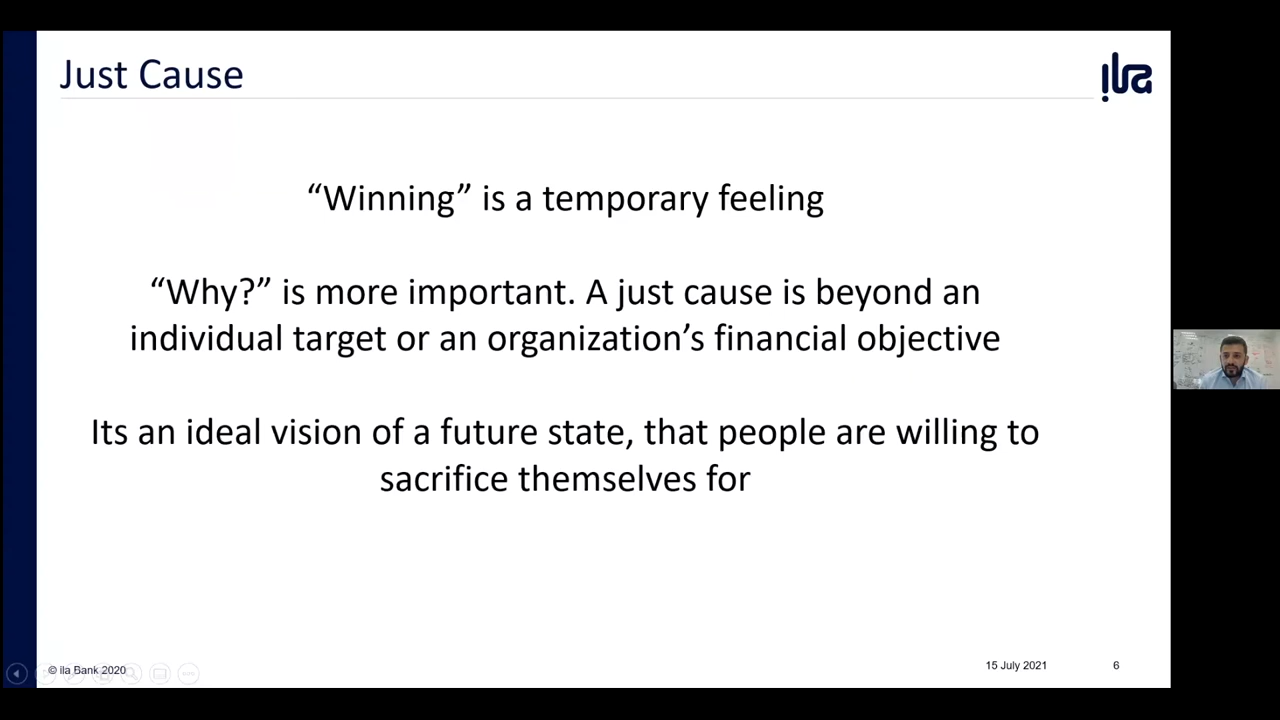 Just Cause
ila
“Winning” is a temporary feeling
“Why?” is more important. A just cause is beyond an
individual target or an organization’s financial objective
Its an ideal vision of a future state, that people are willing to
sacrifice themselves for
© ila Bank 2020
15 July 2021
6